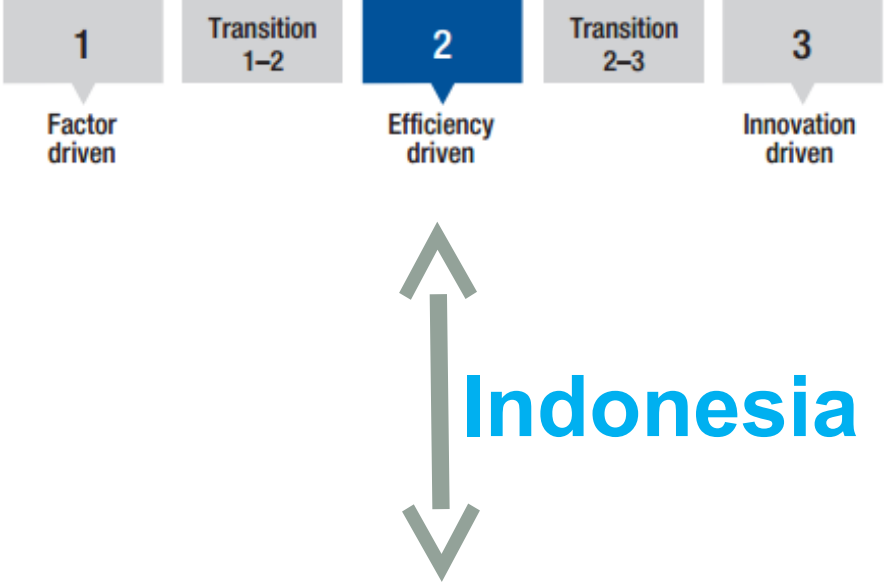 1
Transition
1–2
2
Transition
2–3
3
Factor
driven
Efficiency
driven
Innovation
driven
Indonesia